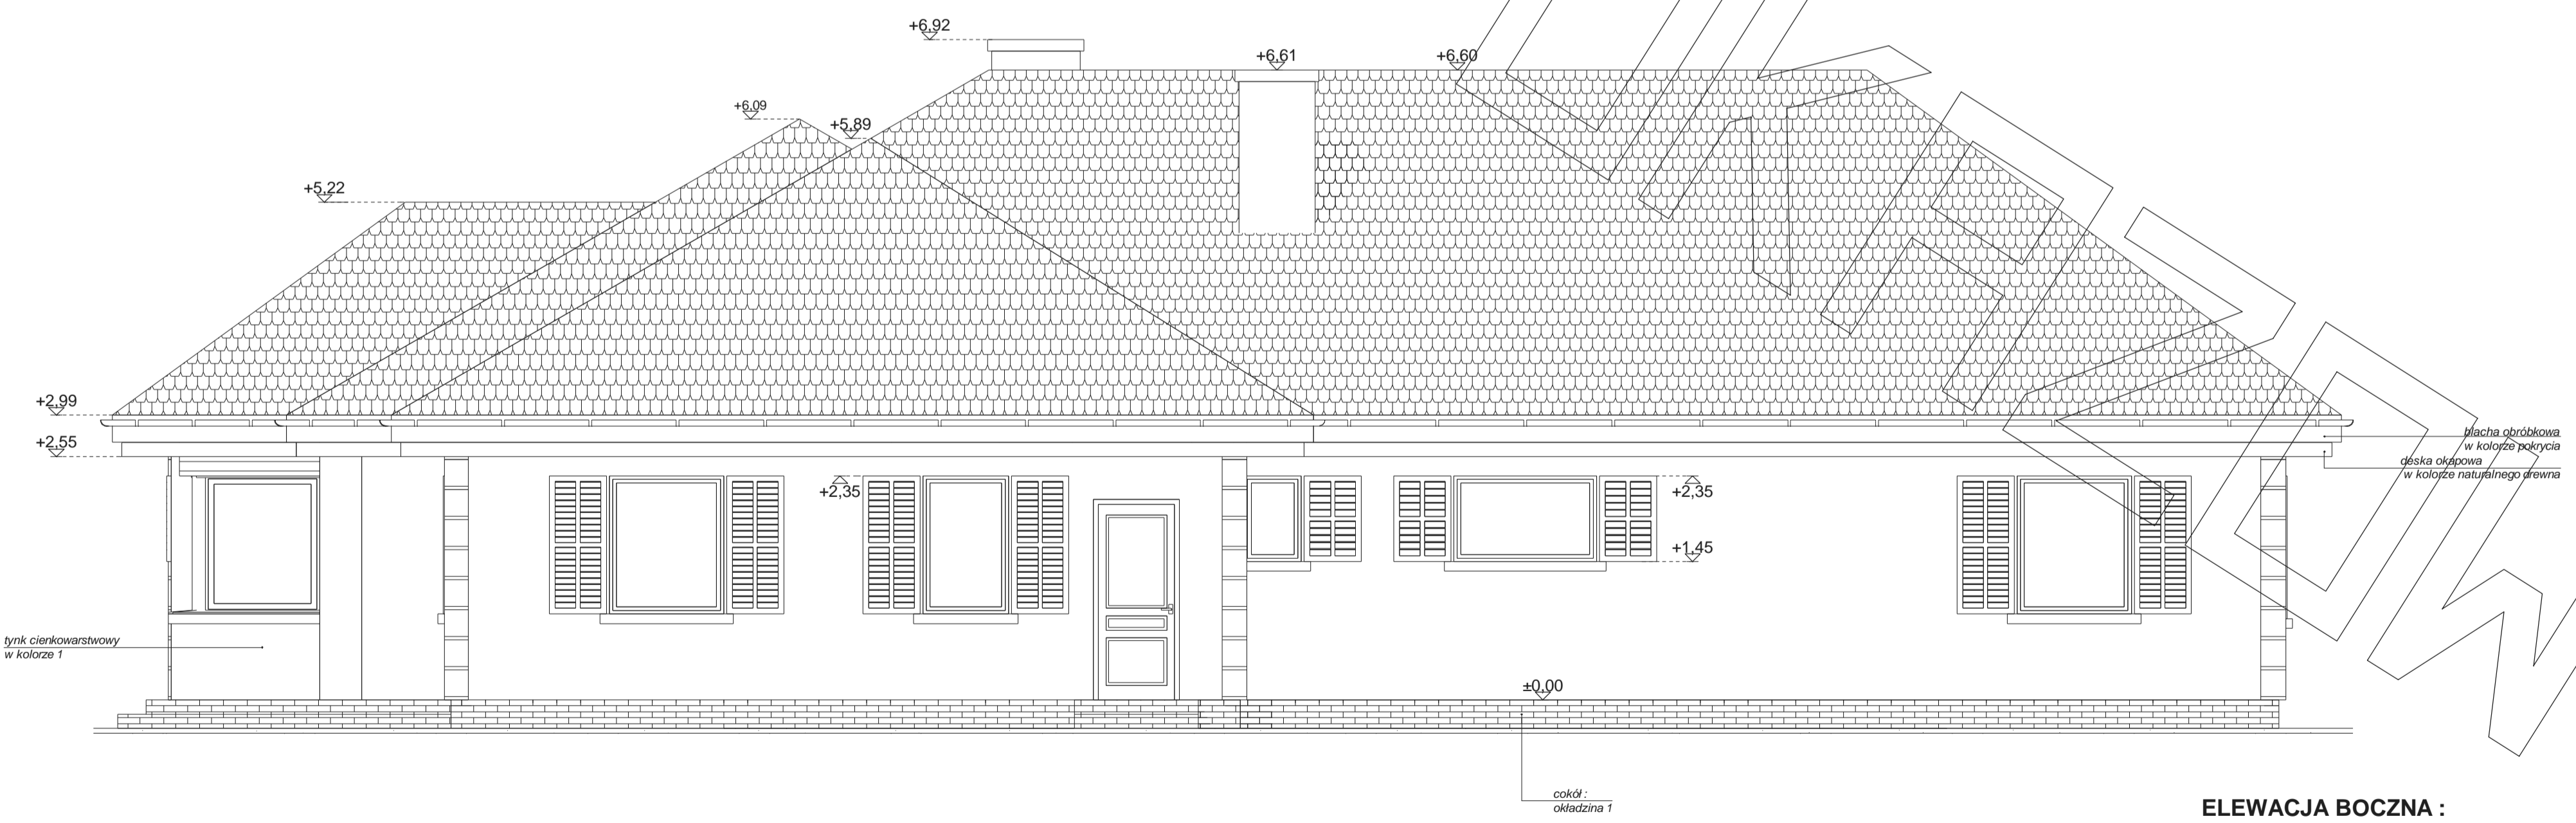 +6,92
+6,61
+6,60
+6,09
+5,89
+5,22
+2,99
+2,55
blacha obróbkowa
w kolorze pokrycia
deska okapowa
w kolorze naturalnego drewna
+2,35
+2,35
+1,45
tynk cienkowarstwowy
w kolorze 1
±0,00
cokół :
okładzina 1
ELEWACJA BOCZNA :